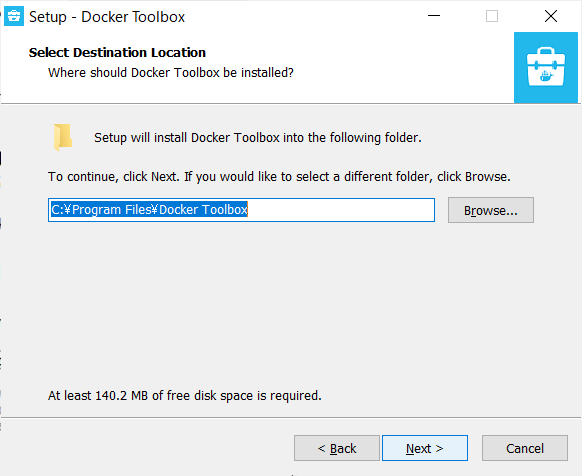 Setup - Docker Toolbox
Select Destination Location
Where should Docker Toolbox be installed?
Setup will install Docker Toolbox into the following folder.
To continue, click Next. If you would like to select a different folder, click Browse.
C:¥Program Files¥Docker Toolbox
Browse...
At least 140.2 MB of free disk space is required.
< Back
Next >
Cancel